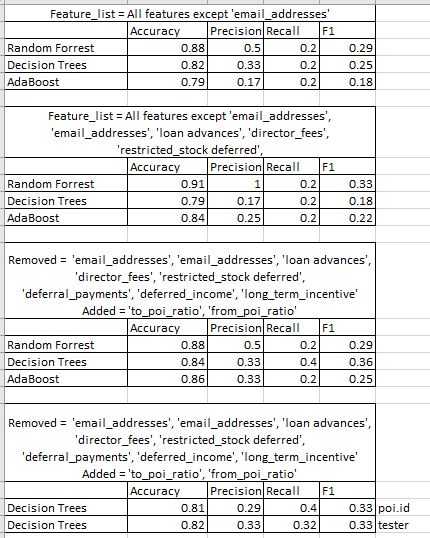 Feature_list = All features except 'email_addresses'
Accuracy Precision Recall F1
Random Forrest 0.88 0.5 0.2 0.29
Decision Trees 0.82 0.33 0.2 0.25
AdaBoost 0.79 0.17 0.2 0.18
Feature_list = All features except 'email_addresses',
'email_addresses', 'loan advances', 'director_fees',
'restricted_stock deferred',
Accuracy Precision Recall F1
Random Forrest 0.91 1 0.2 0.33
Decision Trees 0.79 0.17 0.2 0.18
AdaBoost 0.84 0.25 0.2 0.22
Removed = 'email_addresses', 'email_addresses', 'loan advances',
'director_fees', 'restricted_stock deferred',
'deferral_payments', 'deferred_income', 'long_term_incentive'
Added = 'to_poi_ratio', 'from_poi_ratio'
Accuracy Precision Recall F1
Random Forrest 0.88 0.5 0.2 0.29
Decision Trees 0.84 0.33 0.4 0.36
AdaBoost 0.86 0.33 0.2 0.25
Removed = 'email_addresses', 'email_addresses', 'loan advances',
'director_fees', 'restricted_stock deferred',
'deferral_payments', 'deferred_income', 'long_term_incentive'
Added = 'to_poi_ratio', 'from_poi_ratio'
Accuracy Precision Recall F1
Decision Trees 0.81 0.29 0.4 0.33 poi.id
Decision Trees 0.82 0.33 0.32 0.33 tester